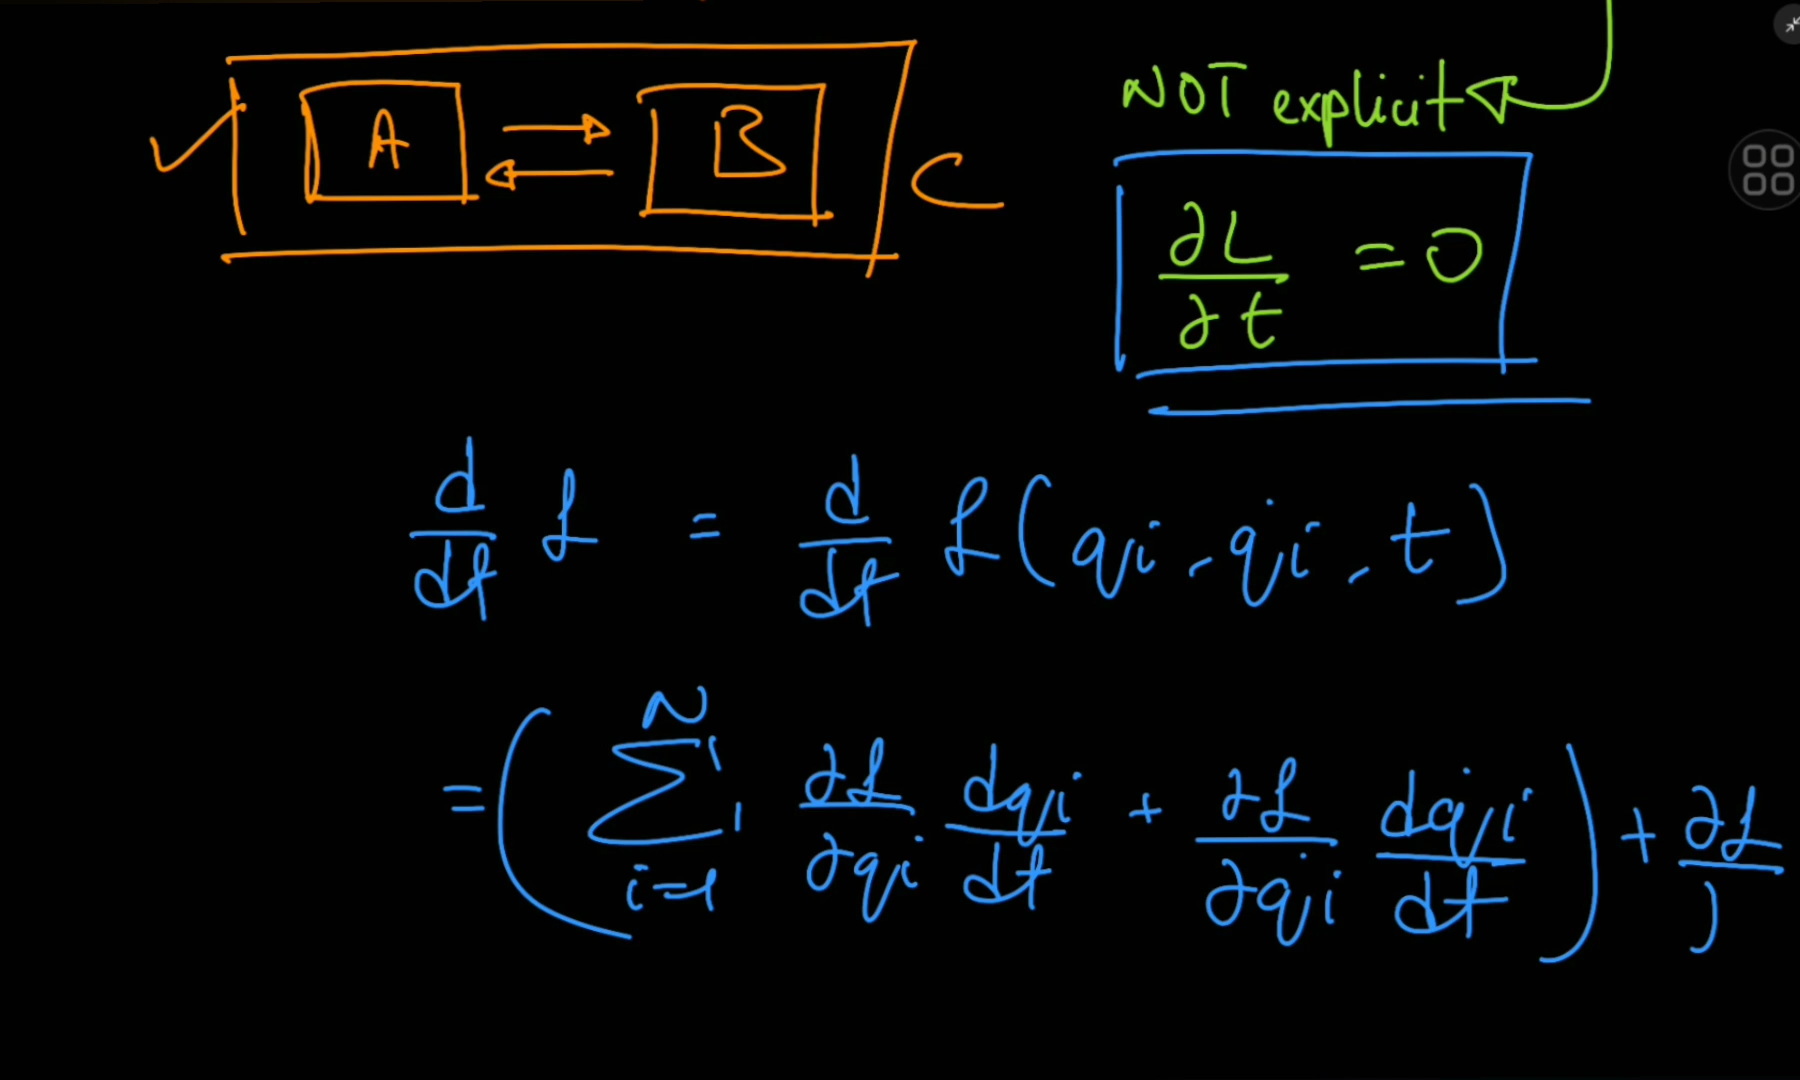 A ⇄ B
C
NOT explicit
∂L/∂t = 0
d/dt L = d/dt L(qi, q̇i, t)
= ( Σ_{i=1}^{N} ∂L/∂qi dqi/dt + ∂L/∂q̇i dq̇i/dt ) + ∂L